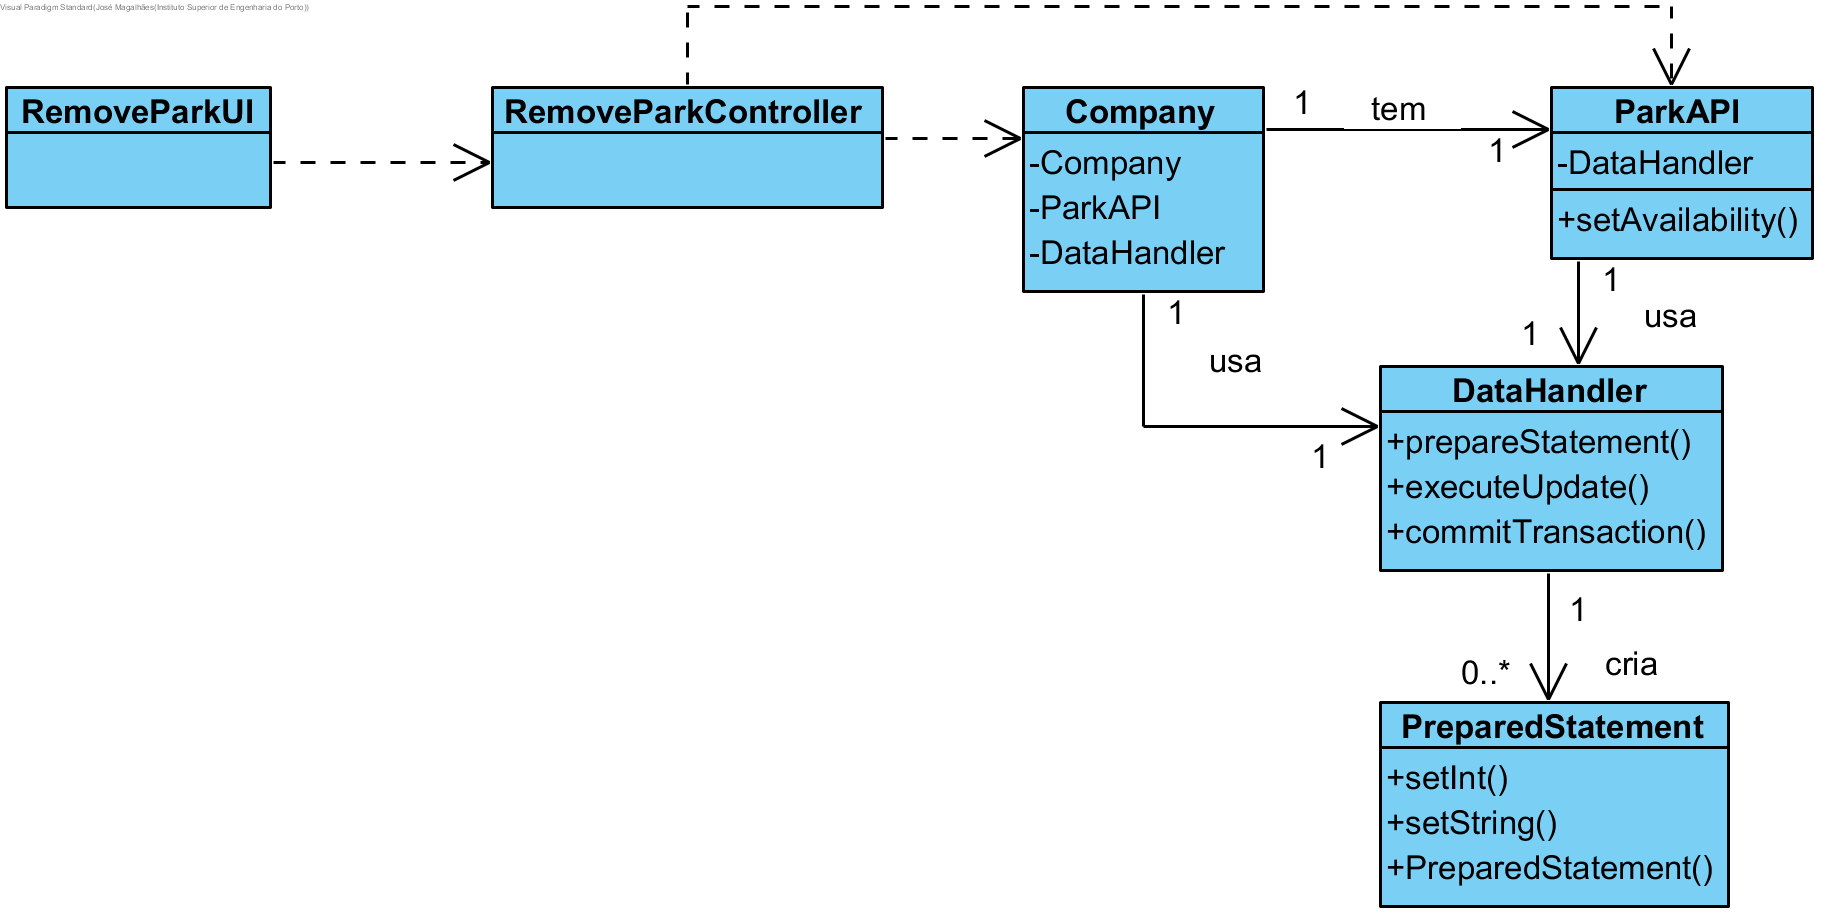 Visual Paradigm Standard(José Magalhães(Instituto Superior de Engenharia do Porto))
RemoveParkUI
RemoveParkController
Company
-Company
-ParkAPI
-DataHandler
1
tem
1
ParkAPI
-DataHandler
+setAvailability()
1
usa
1
1
usa
1
DataHandler
+prepareStatement()
+executeUpdate()
+commitTransaction()
1
cria
0..*
PreparedStatement
+setInt()
+setString()
+PreparedStatement()